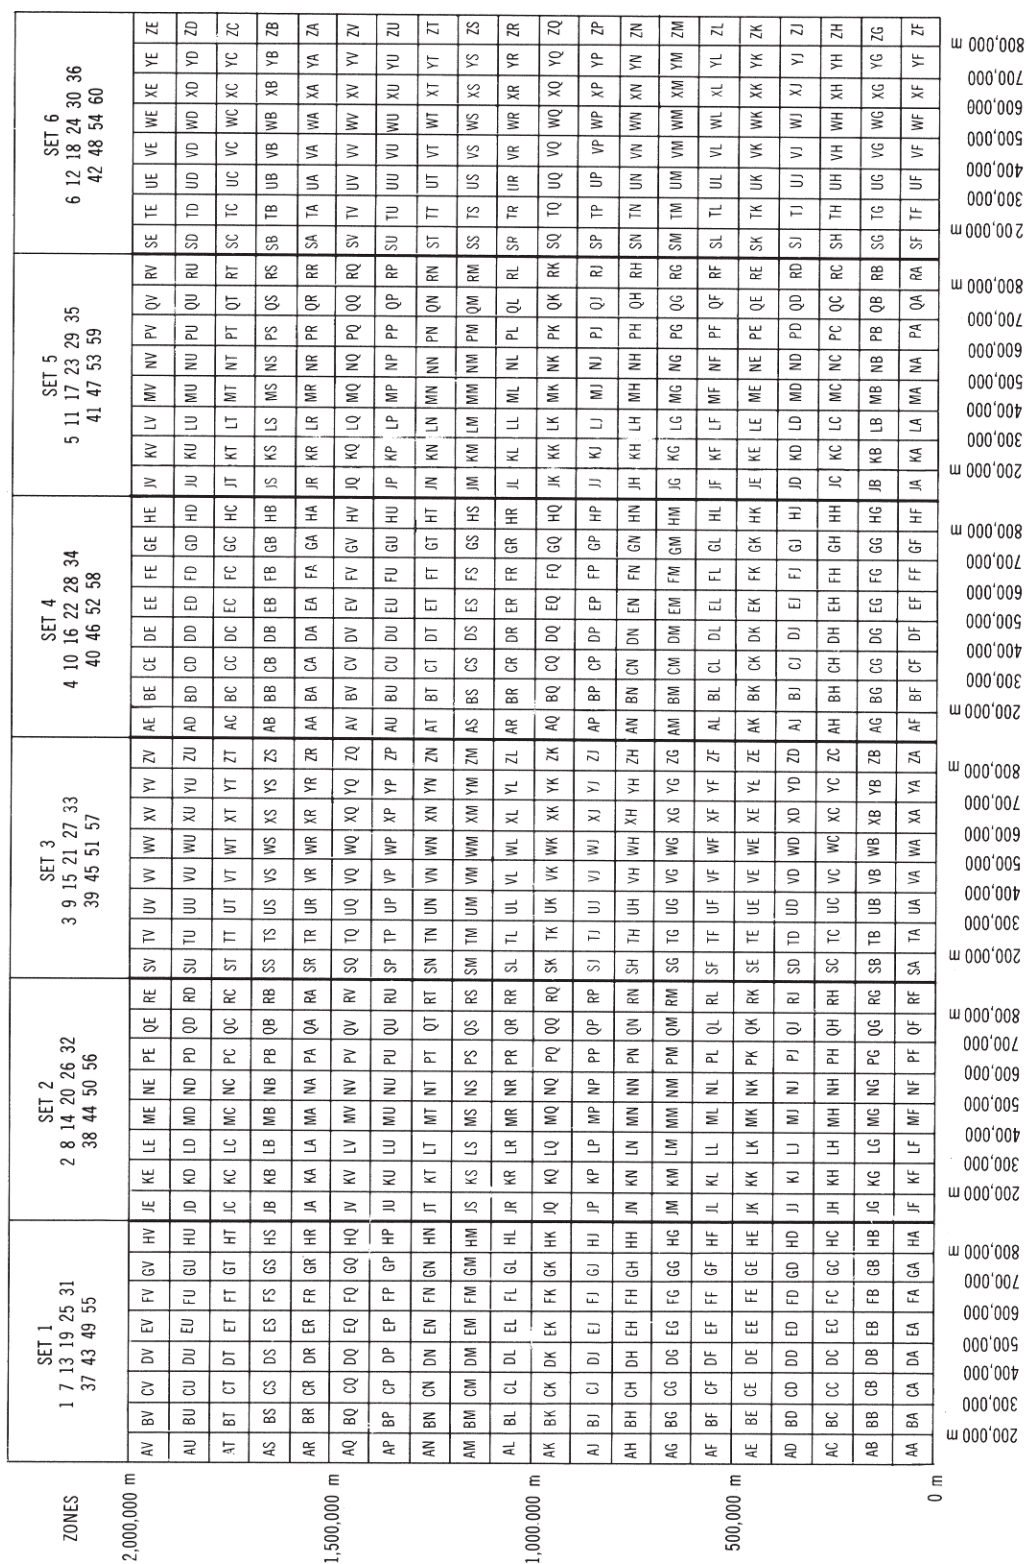 ZONES
SET 1 SET 2 SET 3 SET 4 SET 5 SET 6
1 7 13 19 25 31 2 8 14 20 26 32 3 9 15 21 27 33 4 10 16 22 28 34 5 11 17 23 29 35 6 12 18 24 30 36
37 43 49 55 38 44 50 56 39 45 51 57 40 46 52 58 41 47 53 59 42 48 54 60
2,000,000 m
AV BV CV DV EV FV GV HV JE KE LE ME NE PE QE RE SV TV UV VV WV XV YV ZV AE BE CE DE EE FE GE HE JV KV LV MV NV PV QV RV SE TE UE VE WE XE YE ZE
AU BU CU DU EU FU GU HU JD KD LD MD ND PD QD RD SU TU UU VU WU XU YU ZU AD BD CD DD ED FD GD HD JU KU LU MU NU PU QU RU SD TD UD VD WD XD YD ZD
AT BT CT DT ET FT GT HT JC KC LC MC NC PC QC RC ST TT UT VT WT XT YT ZT AC BC CC DC EC FC GC HC JT KT LT MT NT PT QT RT SC TC UC VC WC XC YC ZC
AS BS CS DS ES FS GS HS JB KB LB MB NB PB QB RB SS TS US VS WS XS YS ZS AB BB CB DB EB FB GB HB JS KS LS MS NS PS QS RS SB TB UB VB WB XB YB ZB
AR BR CR DR ER FR GR HR JA KA LA MA NA PA QA RA SR TR UR VR WR XR YR ZR AA BA CA DA EA FA GA HA JR KR LR MR NR PR QR RR SA TA UA VA WA XA YA ZA
1,500,000 m
AQ BQ CQ DQ EQ FQ GQ HQ JV KV LV MV NV PV QV RV SQ TQ UQ VQ WQ XQ YQ ZQ AV BV CV DV EV FV GV HV JQ KQ LQ MQ NQ PQ QQ RQ SV TV UV VV WV XV YV ZV
AP BP CP DP EP FP GP HP JU KU LU MU NU PU QU RU SP TP UP VP WP XP YP ZP AU BU CU DU EU FU GU HU JP KP LP MP NP PP QP RP SU TU UU VU WU XU YU ZU
AN BN CN DN EN FN GN HN JT KT LT MT NT PT QT RT SN TN UN VN WN XN YN ZN AT BT CT DT ET FT GT HT JN KN LN MN NN PN QN RN ST TT UT VT WT XT YT ZT
AM BM CM DM EM FM GM HM JS KS LS MS NS PS QS RS SM TM UM VM WM XM YM ZM AS BS CS DS ES FS GS HS JM KM LM MM NM PM QM RM SS TS US VS WS XS YS ZS
AL BL CL DL EL FL GL HL JR KR LR MR NR PR QR RR SL TL UL VL WL XL YL ZL AR BR CR DR ER FR GR HR JL KL LL ML NL PL QL RL SR TR UR VR WR XR YR ZR
1,000.000 m
AK BK CK DK EK FK GK HK JQ KQ LQ MQ NQ PQ QQ RQ SK TK UK VK WK XK YK ZK AQ BQ CQ DQ EQ FQ GQ HQ JK KK LK MK NK PK QK RK SQ TQ UQ VQ WQ XQ YQ ZQ
AJ BJ CJ DJ EJ FJ GJ HJ JP KP LP MP NP PP QP RP SJ TJ UJ VJ WJ XJ YJ ZJ AP BP CP DP EP FP GP HP JJ KJ LJ MJ NJ PJ QJ RJ SP TP UP VP WP XP YP ZP
AH BH CH DH EH FH GH HH JN KN LN MN NN PN QN RN SH TH UH VH WH XH YH ZH AN BN CN DN EN FN GN HN JH KH LH MH NH PH QH RH SN TN UN VN WN XN YN ZN
AG BG CG DG EG FG GG HG JM KM LM MM NM PM QM RM SG TG UG VG WG XG YG ZG AM BM CM DM EM FM GM HM JG KG LG MG NG PG QG RG SM TM UM VM WM XM YM ZM
AF BF CF DF EF FF GF HF JL KL LL ML NL PL QL RL SF TF UF VF WF XF YF ZF AL BL CL DL EL FL GL HL JF KF LF MF NF PF QF RF SL TL UL VL WL XL YL ZL
500,000 m
AE BE CE DE EE FE GE HE JK KK LK MK NK PK QK RK SE TE UE VE WE XE YE ZE AK BK CK DK EK FK GK HK JE KE LE ME NE PE QE RE SK TK UK VK WK XK YK ZK
AD BD CD DD ED FD GD HD JJ KJ LJ MJ NJ PJ QJ RJ SD TD UD VD WD XD YD ZD AJ BJ CJ DJ EJ FJ GJ HJ JD KD LD MD ND PD QD RD SJ TJ UJ VJ WJ XJ YJ ZJ
AC BC CC DC EC FC GC HC JH KH LH MH NH PH QH RH SC TC UC VC WC XC YC ZC AH BH CH DH EH FH GH HH JC KC LC MC NC PC QC RC SH TH UH VH WH XH YH ZH
AB BB CB DB EB FB GB HB JG KG LG MG NG PG QG RG SB TB UB VB WB XB YB ZB AG BG CG DG EG FG GG HG JB KB LB MB NB PB QB RB SG TG UG VG WG XG YG ZG
AA BA CA DA EA FA GA HA JF KF LF MF NF PF QF RF SA TA UA VA WA XA YA ZA AF BF CF DF EF FF GF HF JA KA LA MA NA PA QA RA SF TF UF VF WF XF YF ZF
0 m
200,000 m 300,000 400,000 500,000 600,000 700,000 800,000 m 200,000 m 300,000 400,000 500,000 600,000 700,000 800,000 m 200,000 m 300,000 400,000 500,000 600,000 700,000 800,000 m 200,000 m 300,000 400,000 500,000 600,000 700,000 800,000 m 200,000 m 300,000 400,000 500,000 600,000 700,000 800,000 m 200,000 m 300,000 400,000 500,000 600,000 700,000 800,000 m